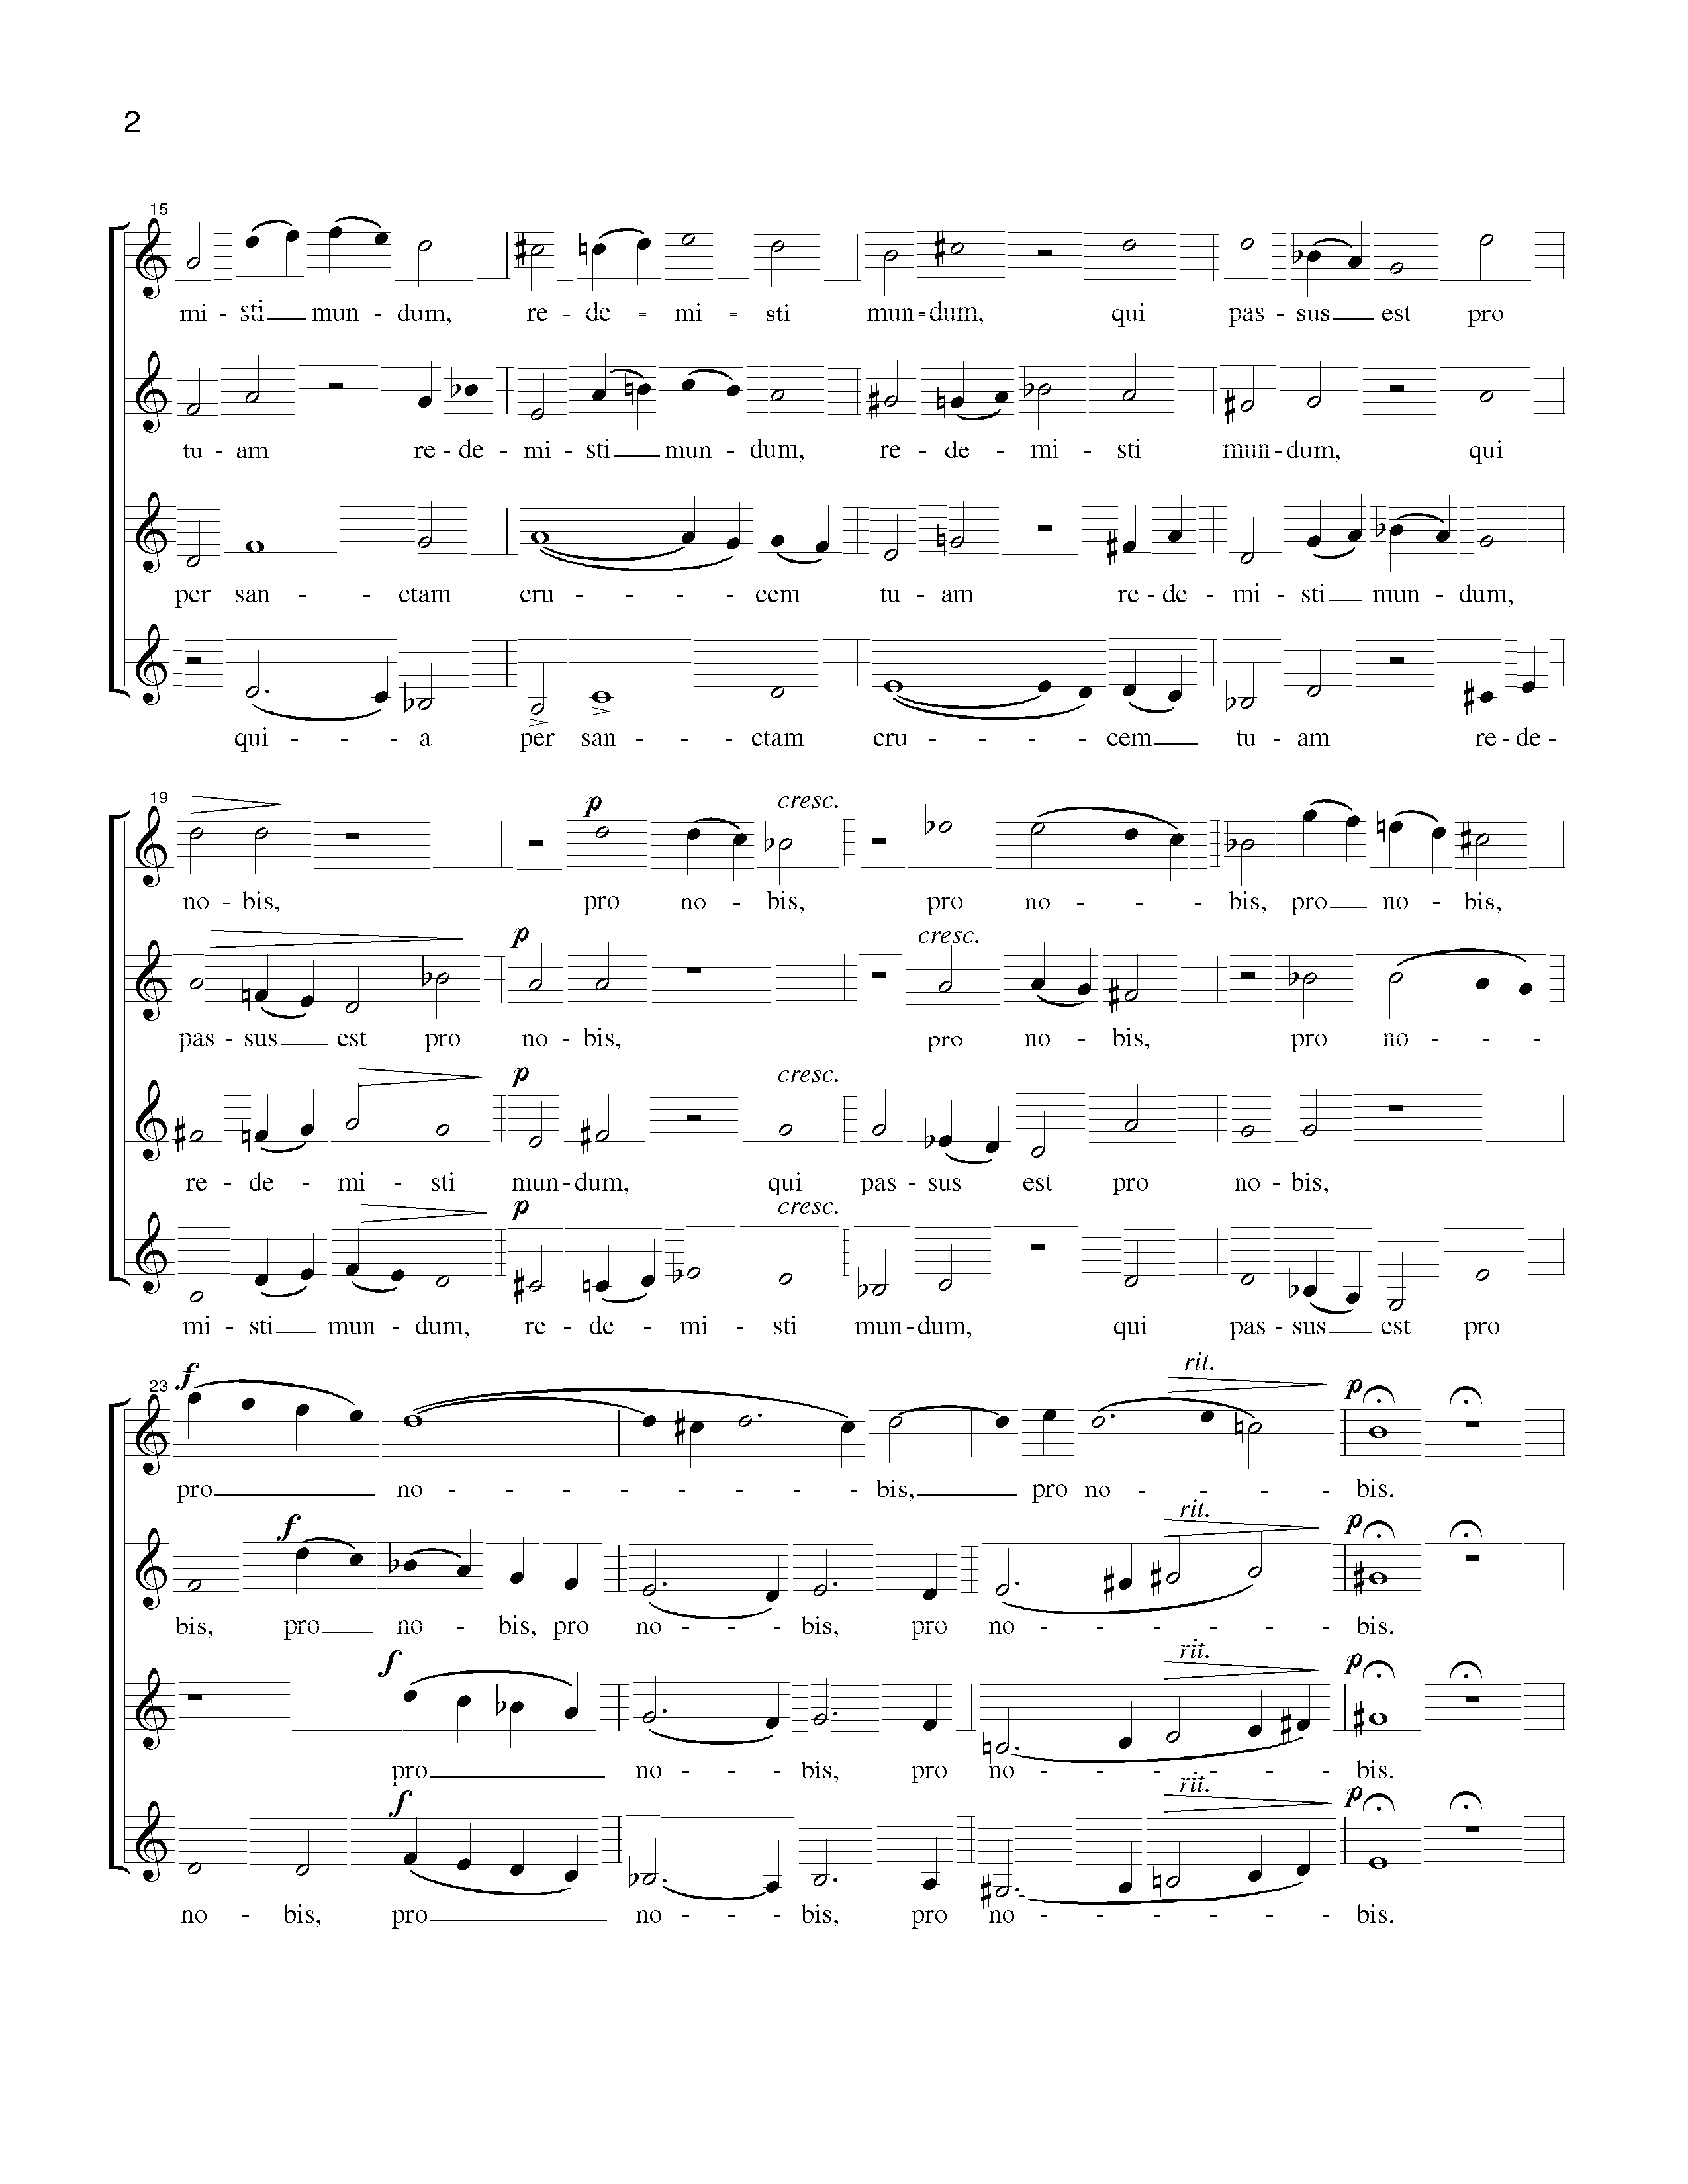 2
15
mi - sti mun - dum, re - de - mi - sti mun - dum, qui pas - sus est pro
tu - am re - de - mi - sti mun - dum, re - de - mi - sti mun - dum, qui
per san - - ctam cru - - - - cem tu - am re - de - mi - sti mun - dum,
qui - - - a per san - - - ctam cru - - - - cem tu - am re - de -
19
p cresc.
no - bis, pro no - bis, pro no - - - bis, pro no - bis,
p cresc.
pas - sus est pro no - bis, pro no - bis, pro no - - -
p cresc.
re - de - mi - sti mun - dum, qui pas - sus est pro no - bis,
p cresc.
mi - sti mun - dum, re - de - mi - sti mun - dum, qui pas - sus est pro
23
f rit. p
pro no - - - - - - - - bis, pro no - - - - bis.
f rit. p
bis, pro no - bis, pro no - - - bis, pro no - - - - - - bis.
f rit. p
pro no - - - bis, pro no - - - - - - bis.
f rit. p
no - bis, pro no - - - bis, pro no - - - - - - bis.